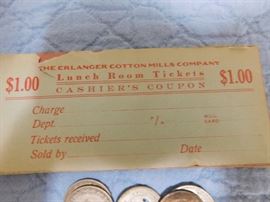 THE ERLANGER COTTON MILLS COMPANY
$1.00 Lunch Room Tickets $1.00
CASHIER'S COUPON
Charge
Dept.
Tickets received
Sold by Date